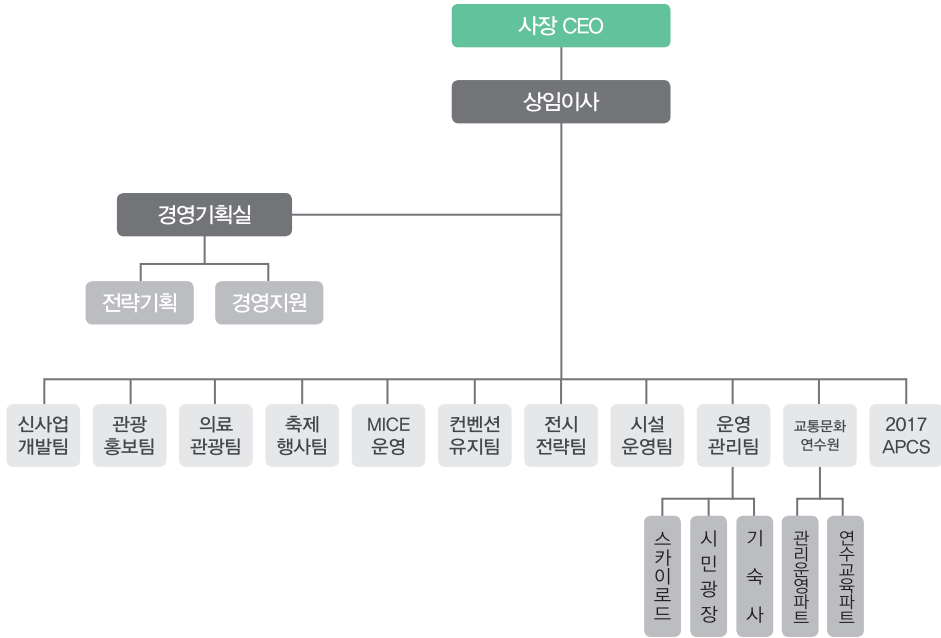 사장 CEO
상임이사
경영기획실
전략기획
경영지원
신사업
개발팀
관광
홍보팀
의료
관광팀
축제
행사팀
MICE
운영
컨벤션
유지팀
전시
전략팀
시설
운영팀
운영
관리팀
교통문화
연수원
2017
APCS
스카이로드
시민광장
기숙사
관리운영파트
연수교육파트